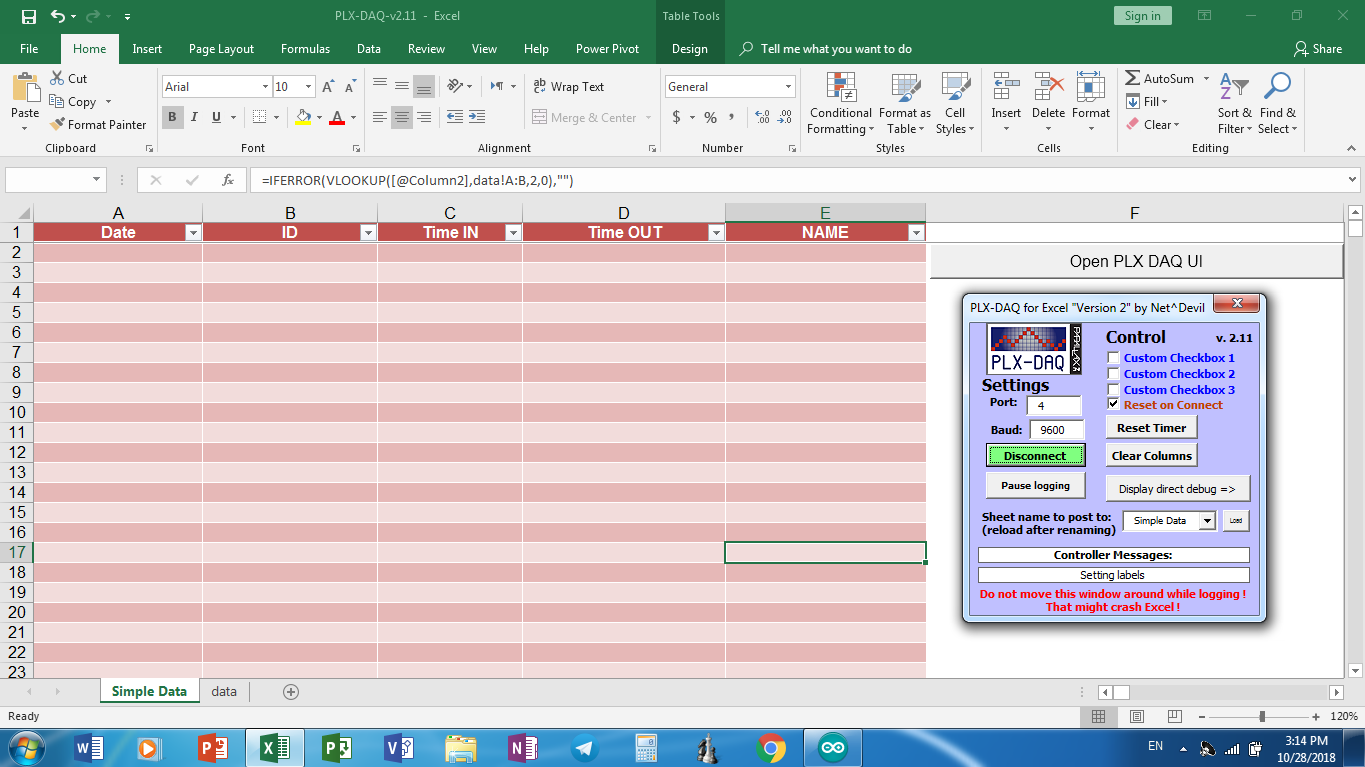 PLX-DAQ-v2.11 - Excel
Table Tools
Sign in
File Home Insert Page Layout Formulas Data Review View Help Power Pivot Design Tell me what you want to do Share
Paste
Cut
Copy
Format Painter
Clipboard
Arial 10
B I U
Font
Wrap Text
Merge & Center
Alignment
General
$ % ,
Number
Conditional Formatting
Format as Table
Cell Styles
Styles
Insert Delete Format
Cells
AutoSum
Fill
Clear
Sort & Filter
Find & Select
Editing
fx =IFERROR(VLOOKUP([@Column2],data!A:B,2,0),"")
A B C D E F
1 Date ID Time IN Time OUT NAME
2
3
4
5
6
7
8
9
10
11
12
13
14
15
16
17
18
19
20
21
22
23
Open PLX DAQ UI
PLX-DAQ for Excel "Version 2" by Net^Devil
PLX-DAQ
PARALLAX
Control v. 2.11
Custom Checkbox 1
Custom Checkbox 2
Custom Checkbox 3
Reset on Connect
Settings
Port: 4
Baud: 9600
Reset Timer
Disconnect
Clear Columns
Pause logging
Display direct debug =>
Sheet name to post to:
(reload after renaming)
Simple Data
Load
Controller Messages:
Setting labels
Do not move this window around while logging !
That might crash Excel !
Simple Data data
Ready
120%
EN
3:14 PM
10/28/2018